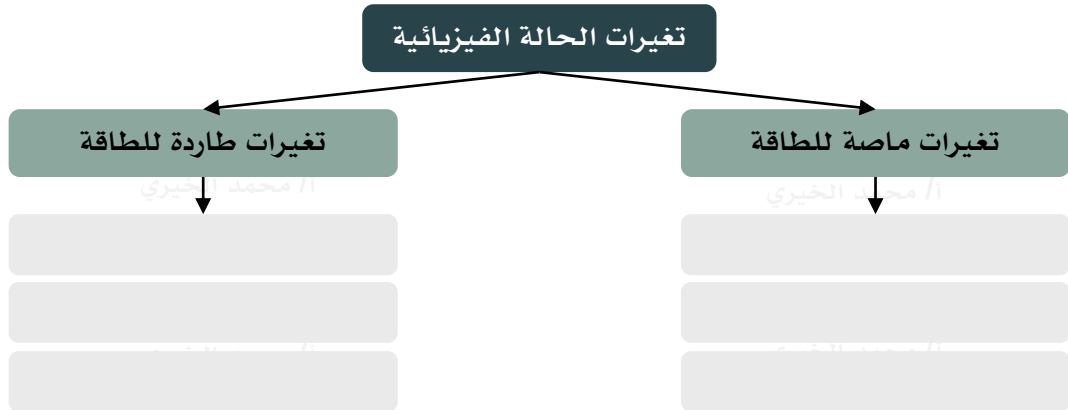 تغيرات الحالة الفيزيائية
تغيرات ماصة للطاقة
تغيرات طاردة للطاقة
أ/ محمد الخيري
أ/ محمد الخيري